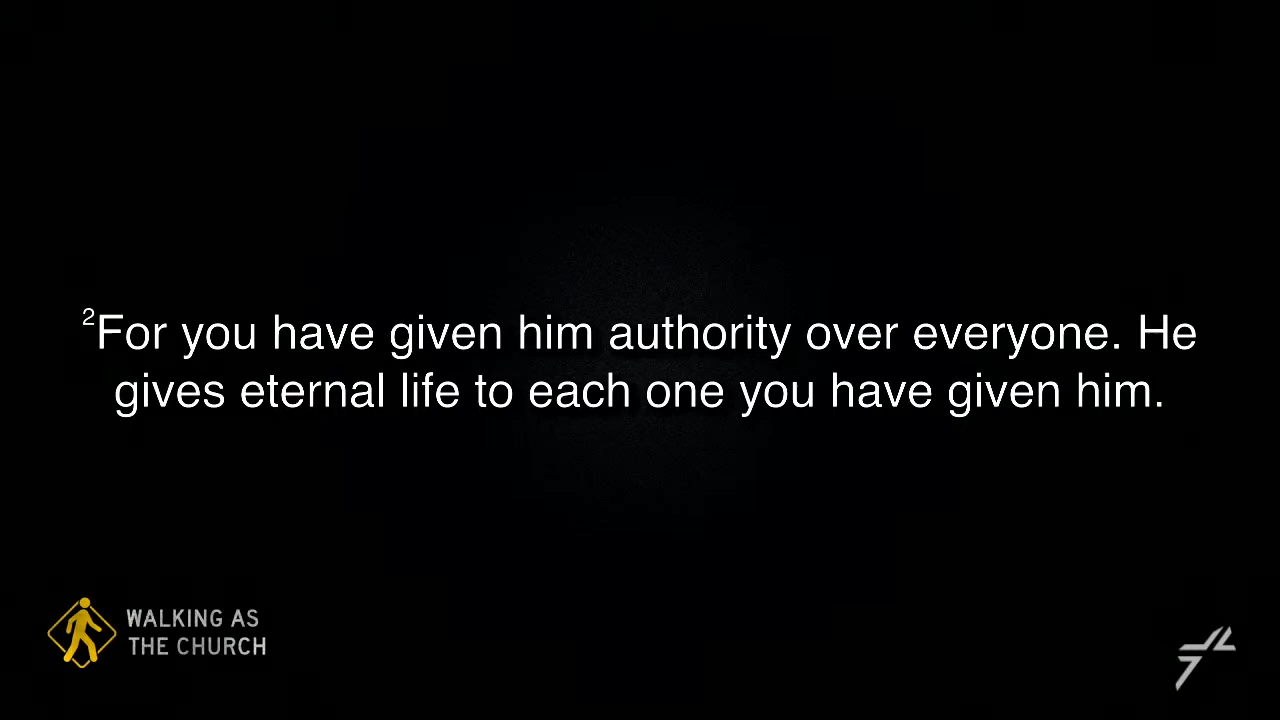 ²For you have given him authority over everyone. He
gives eternal life to each one you have given him.
WALKING AS
THE CHURCH